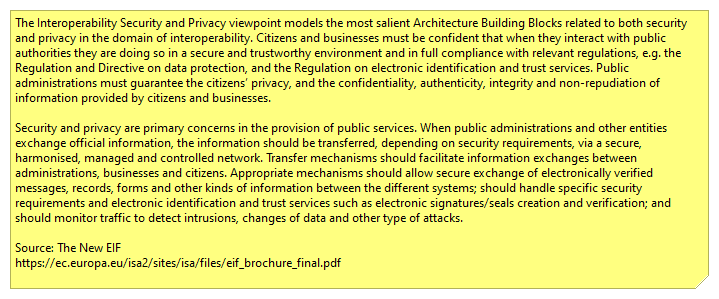 The Interoperability Security and Privacy viewpoint models the most salient Architecture Building Blocks related to both security
and privacy in the domain of interoperability. Citizens and businesses must be confident that when they interact with public
authorities they are doing so in a secure and trustworthy environment and in full compliance with relevant regulations, e.g. the
Regulation and Directive on data protection, and the Regulation on electronic identification and trust services. Public
administrations must guarantee the citizens’ privacy, and the confidentiality, authenticity, integrity and non-repudiation of
information provided by citizens and businesses.

Security and privacy are primary concerns in the provision of public services. When public administrations and other entities
exchange official information, the information should be transferred, depending on security requirements, via a secure,
harmonised, managed and controlled network. Transfer mechanisms should facilitate information exchanges between
administrations, businesses and citizens. Appropriate mechanisms should allow secure exchange of electronically verified
messages, records, forms and other kinds of information between the different systems; should handle specific security
requirements and electronic identification and trust services such as electronic signatures/seals creation and verification; and
should monitor traffic to detect intrusions, changes of data and other type of attacks.

Source: The New EIF
https://ec.europa.eu/isa2/sites/isa/files/eif_brochure_final.pdf